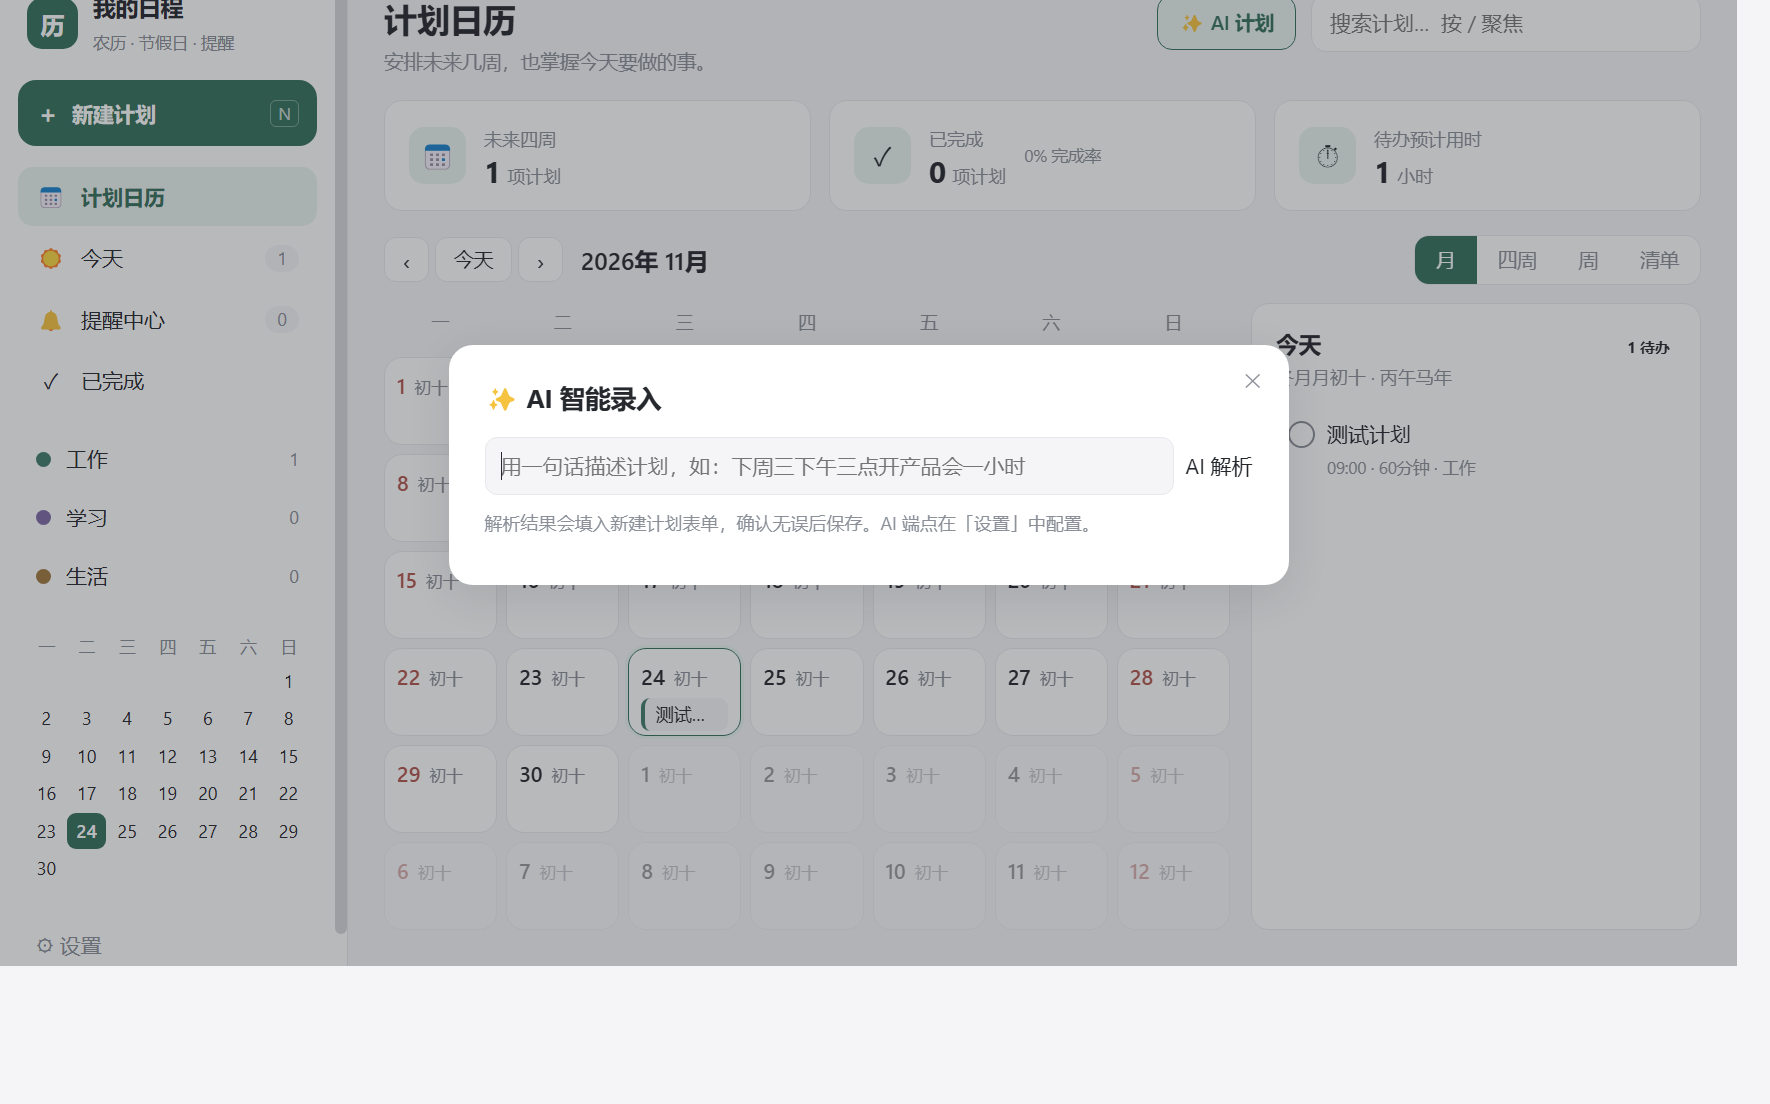 历
我的日程
农历 · 节假日 · 提醒
+ 新建计划 N
计划日历
今天 1
提醒中心 0
已完成
工作 1
学习 0
生活 0
一 二 三 四 五 六 日
1
2 3 4 5 6 7 8
9 10 11 12 13 14 15
16 17 18 19 20 21 22
23 24 25 26 27 28 29
30
设置
计划日历
安排未来几周，也掌握今天要做的事。
AI 计划
搜索计划... 按 / 聚焦
未来四周
1 项计划
已完成
0 项计划
0% 完成率
待办预计用时
1 小时
‹ 今天 › 2026年 11月
月 四周 周 清单
一 二 三 四 五 六 日
1 初十
8 初十
AI 智能录入
用一句话描述计划，如：下周三下午三点开产品会一小时
AI 解析
解析结果会填入新建计划表单，确认无误后保存。AI 端点在「设置」中配置。
15 初十
22 初十 23 初十 24 初十 25 初十 26 初十 27 初十 28 初十
测试...
29 初十 30 初十 1 初十 2 初十 3 初十 4 初十 5 初十
6 初十 7 初十 8 初十 9 初十 10 初十 11 初十 12 初十
今天
1 待办
月月初十 · 丙午马年
测试计划
09:00 · 60分钟 · 工作